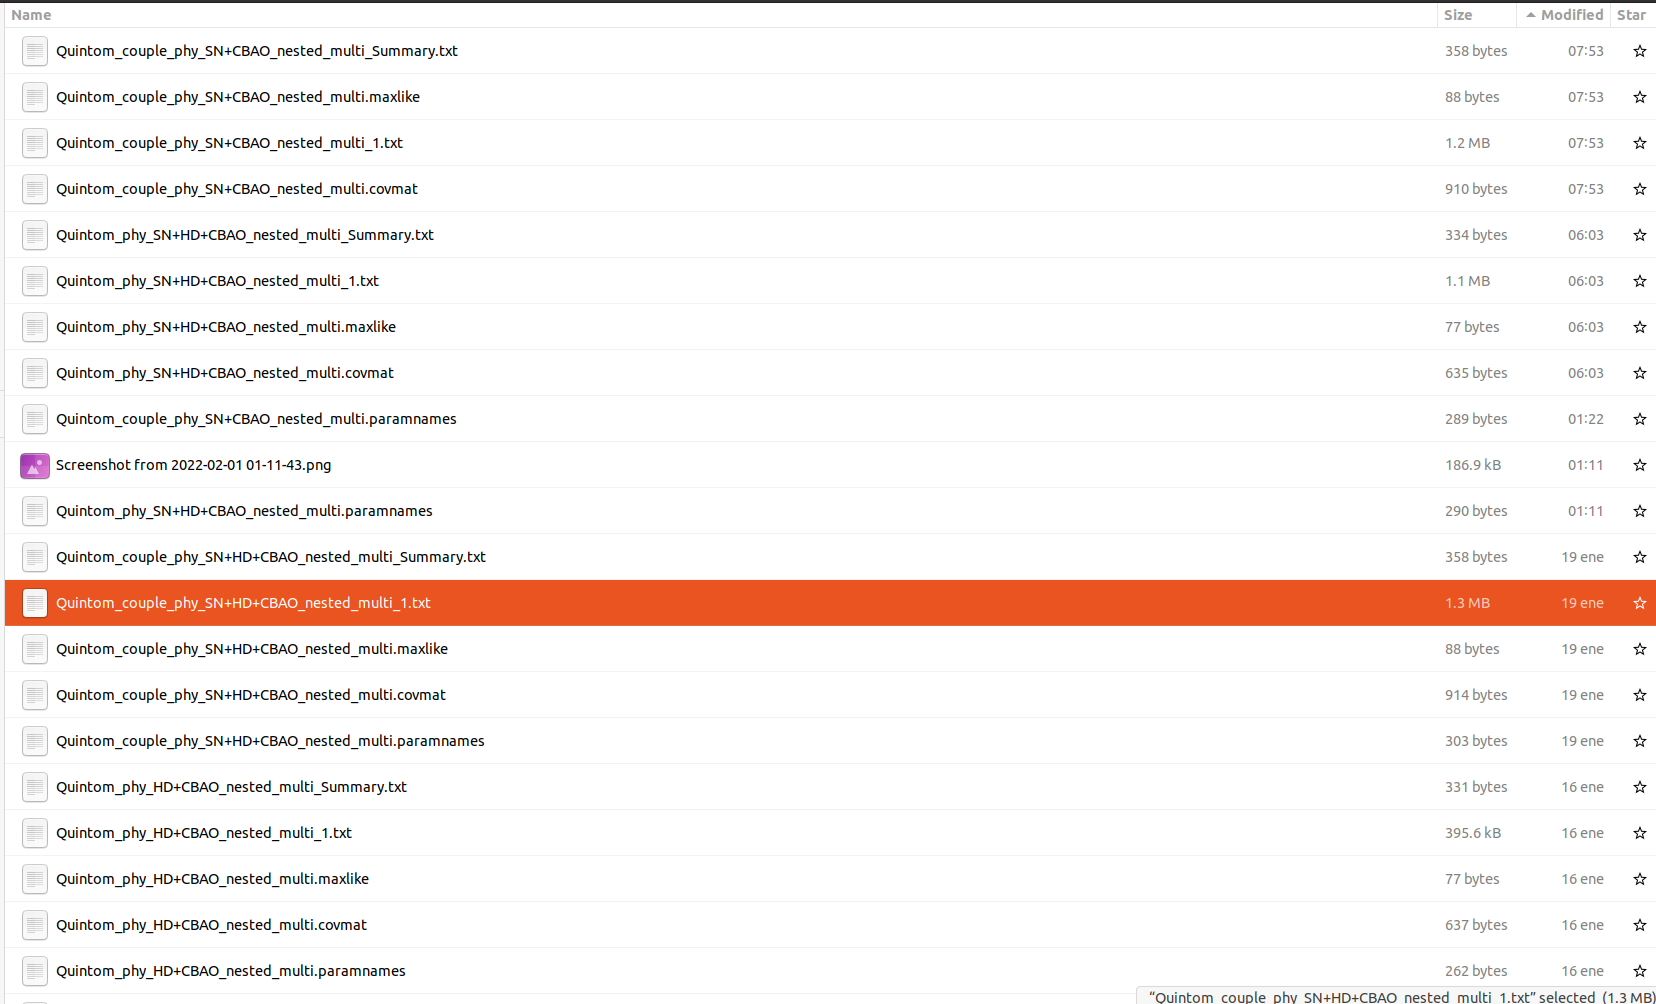 Name Size Modified Star
Quintom_couple_phy_SN+CBAO_nested_multi_Summary.txt 358 bytes 07:53
Quintom_couple_phy_SN+CBAO_nested_multi.maxlike 88 bytes 07:53
Quintom_couple_phy_SN+CBAO_nested_multi_1.txt 1.2 MB 07:53
Quintom_couple_phy_SN+CBAO_nested_multi.covmat 910 bytes 07:53
Quintom_phy_SN+HD+CBAO_nested_multi_Summary.txt 334 bytes 06:03
Quintom_phy_SN+HD+CBAO_nested_multi_1.txt 1.1 MB 06:03
Quintom_phy_SN+HD+CBAO_nested_multi.maxlike 77 bytes 06:03
Quintom_phy_SN+HD+CBAO_nested_multi.covmat 635 bytes 06:03
Quintom_couple_phy_SN+CBAO_nested_multi.paramnames 289 bytes 01:22
Screenshot from 2022-02-01 01-11-43.png 186.9 kB 01:11
Quintom_phy_SN+HD+CBAO_nested_multi.paramnames 290 bytes 01:11
Quintom_couple_phy_SN+HD+CBAO_nested_multi_Summary.txt 358 bytes 19 ene
Quintom_couple_phy_SN+HD+CBAO_nested_multi_1.txt 1.3 MB 19 ene
Quintom_couple_phy_SN+HD+CBAO_nested_multi.maxlike 88 bytes 19 ene
Quintom_couple_phy_SN+HD+CBAO_nested_multi.covmat 914 bytes 19 ene
Quintom_couple_phy_SN+HD+CBAO_nested_multi.paramnames 303 bytes 19 ene
Quintom_phy_HD+CBAO_nested_multi_Summary.txt 331 bytes 16 ene
Quintom_phy_HD+CBAO_nested_multi_1.txt 395.6 kB 16 ene
Quintom_phy_HD+CBAO_nested_multi.maxlike 77 bytes 16 ene
Quintom_phy_HD+CBAO_nested_multi.covmat 637 bytes 16 ene
Quintom_phy_HD+CBAO_nested_multi.paramnames 262 bytes 16 ene
“Quintom_couple_phy_SN+HD+CBAO_nested_multi_1.txt” selected (1.3 MB)